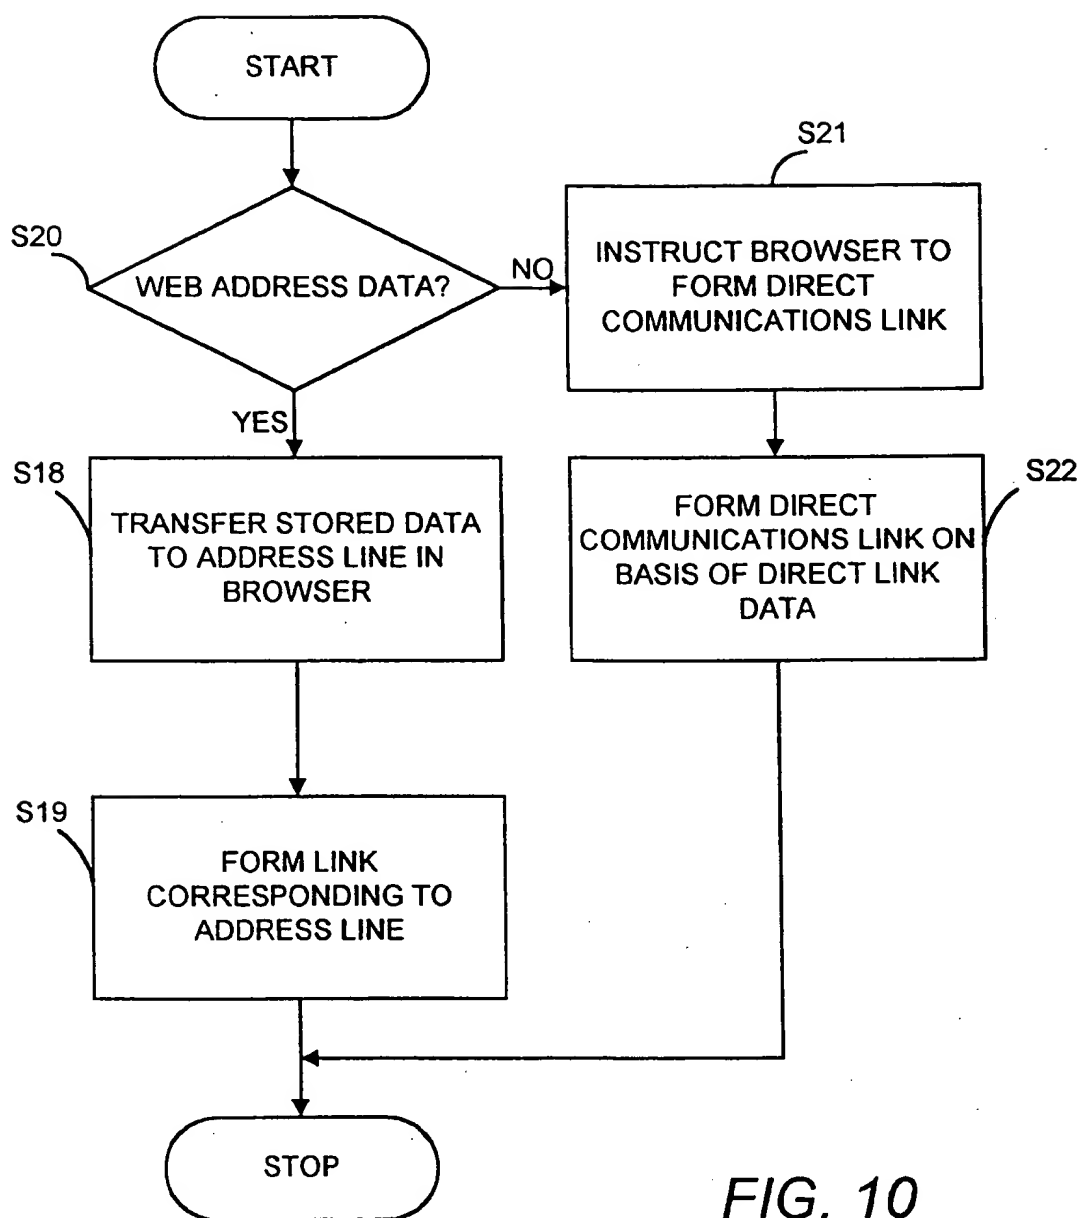 START
S21
S20
WEB ADDRESS DATA?
NO
INSTRUCT BROWSER TO
FORM DIRECT
COMMUNICATIONS LINK
YES
S18
TRANSFER STORED DATA
TO ADDRESS LINE IN
BROWSER
S22
FORM DIRECT
COMMUNICATIONS LINK ON
BASIS OF DIRECT LINK
DATA
S19
FORM LINK
CORRESPONDING TO
ADDRESS LINE
STOP
FIG. 10